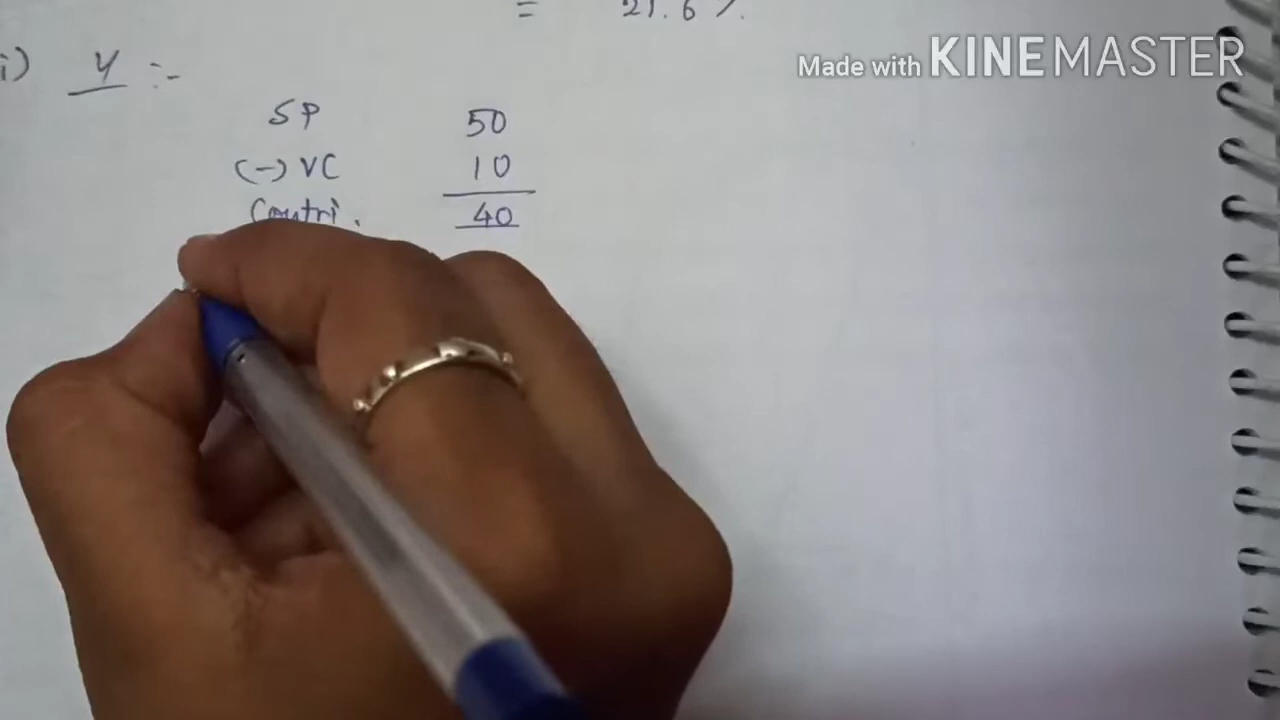 = 21.6 %.
i) Y :-
Made with KINEMASTER
SP 50
(-) VC 10
Contri. 40